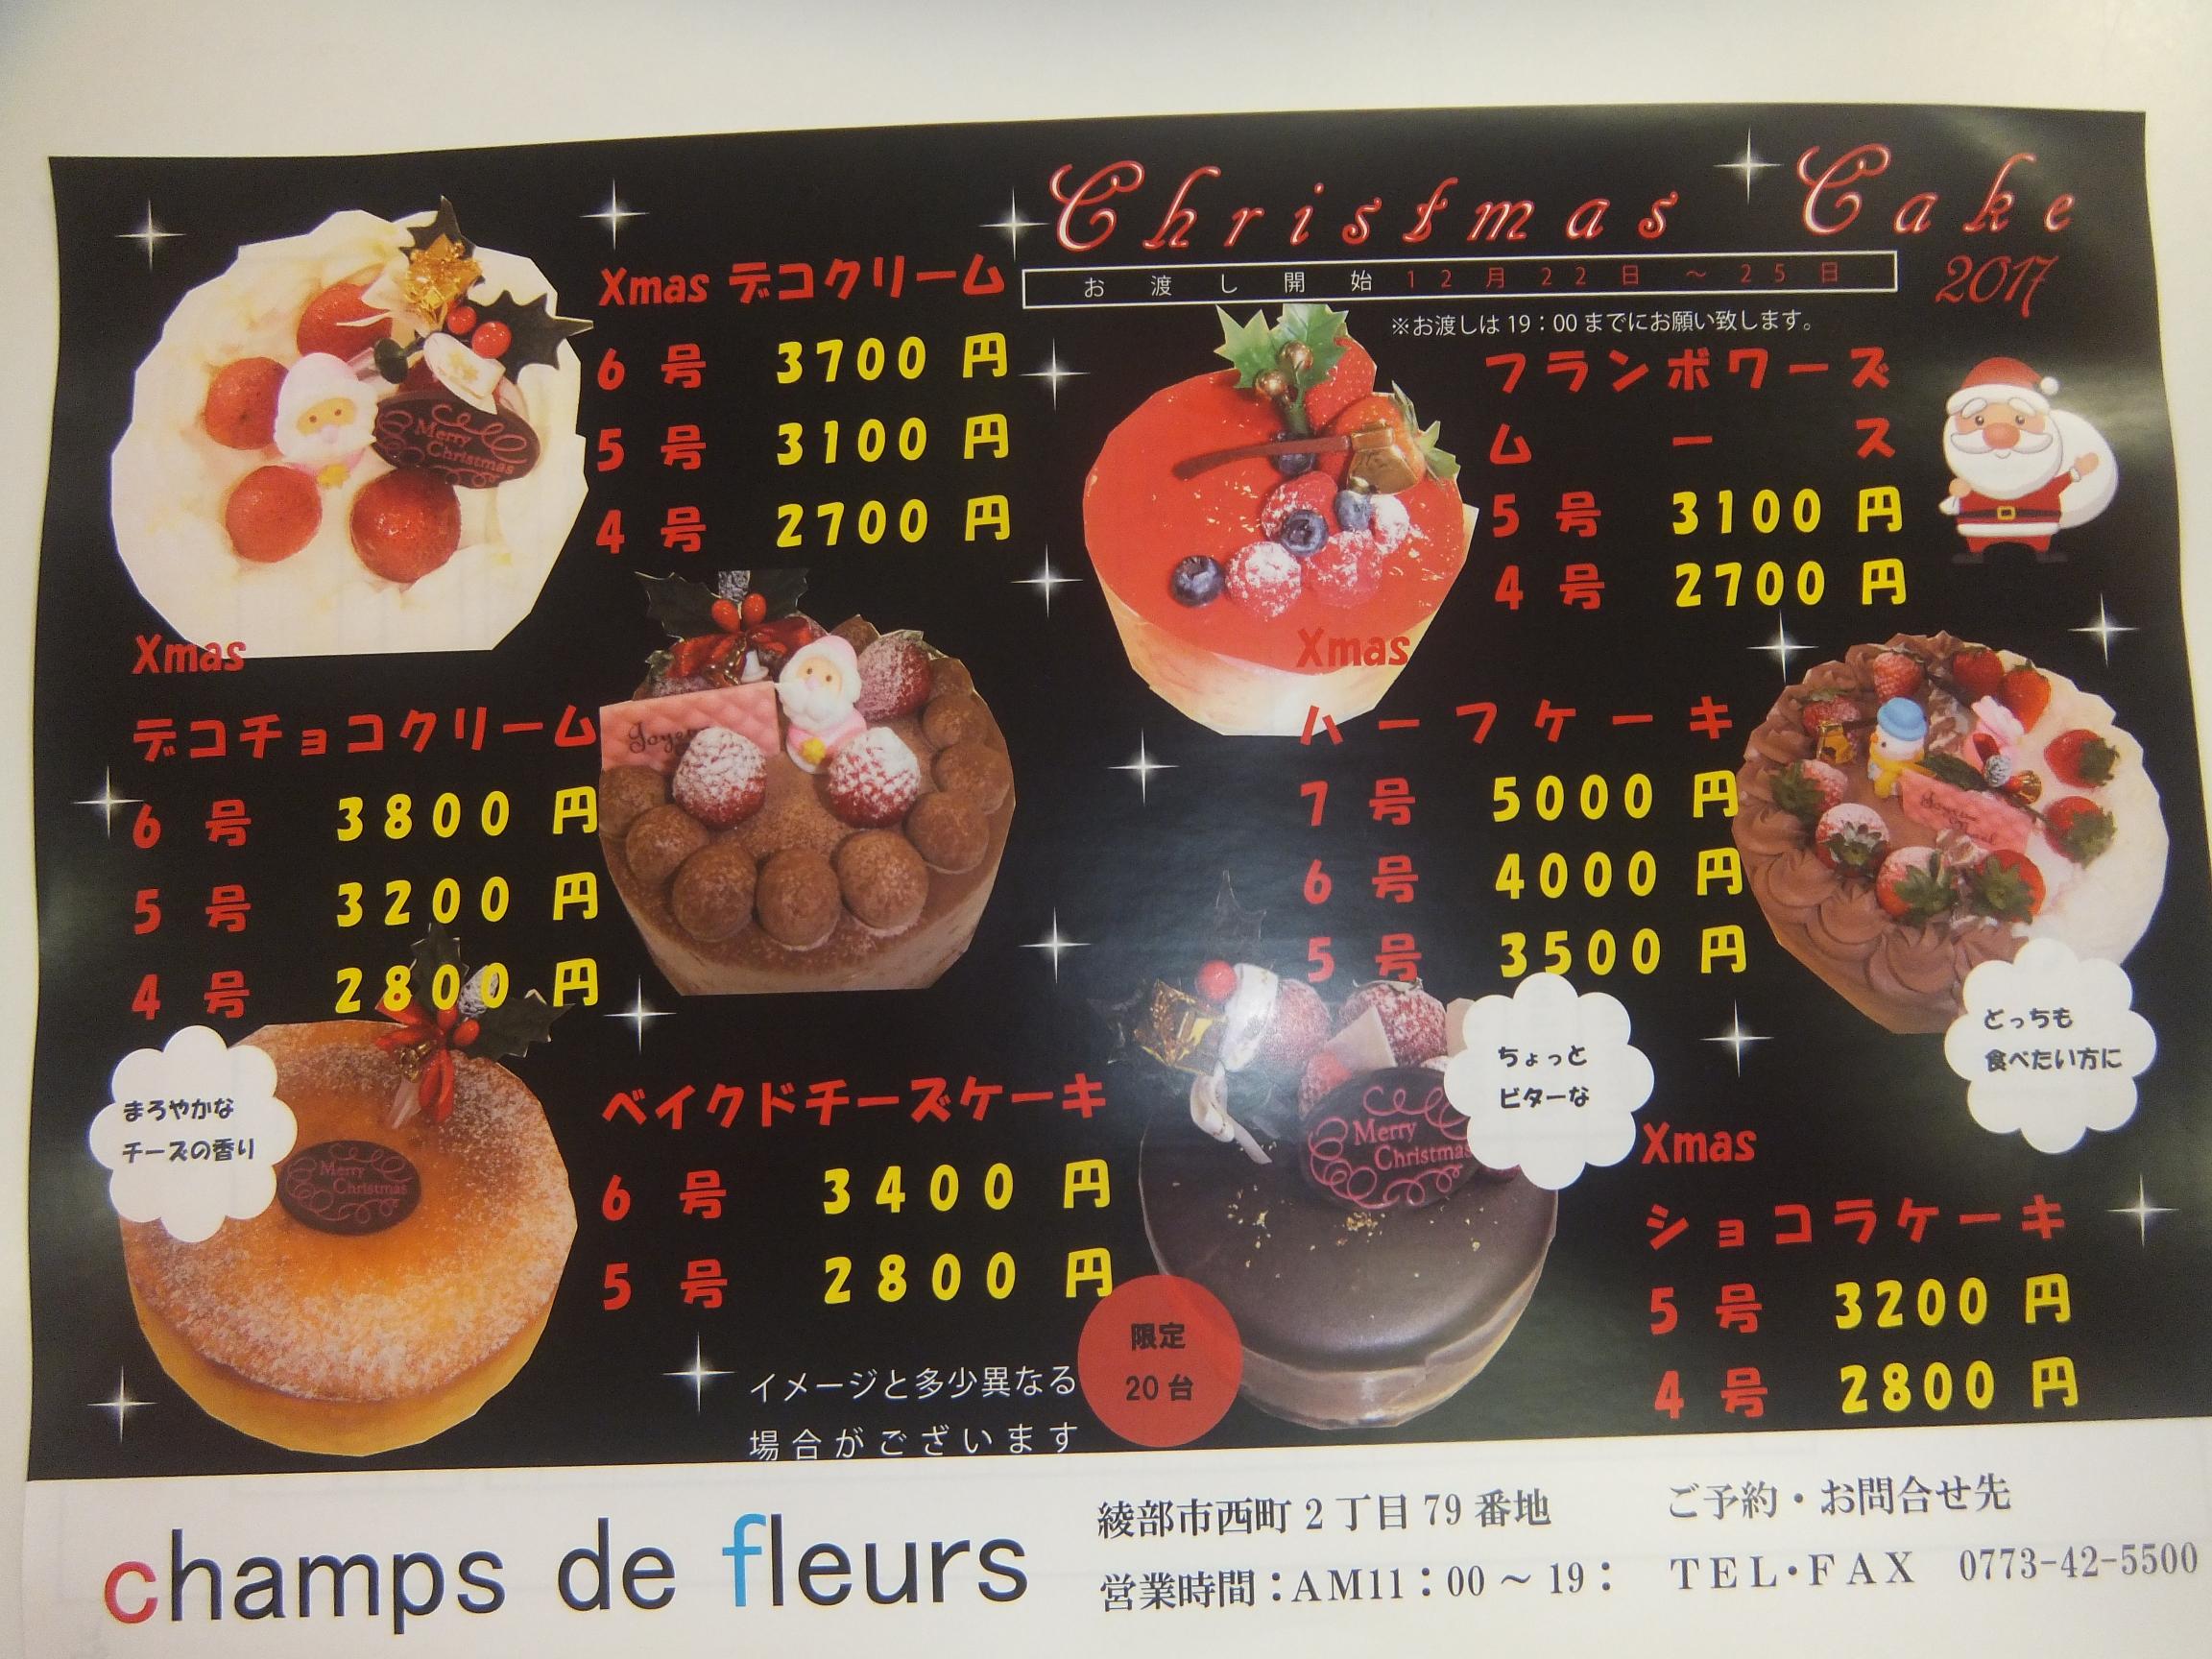 Christmas Cake
2017
お渡し開始12月22日～25日
※お渡しは19：00までにお願い致します。
Xmas デコクリーム
6号 3700円
5号 3100円
4号 2700円
Merry
Christmas
フランボワーズ
ムース
5号 3100円
4号 2700円
Xmas
デコチョコクリーム
6号 3800円
5号 3200円
4号 2800円
Xmas
ハーフケーキ
7号 5000円
6号 4000円
5号 3500円
どっちも
食べたい方に
まろやかな
チーズの香り
Merry
Christmas
ベイクドチーズケーキ
6号 3400円
5号 2800円
ちょっと
ビターな
Merry
Christmas
Xmas
ショコラケーキ
5号 3200円
4号 2800円
限定
20台
イメージと多少異なる
場合がございます
champs de fleurs
綾部市西町2丁目79番地
営業時間：AM11：00～19：
ご予約・お問合せ先
TEL・FAX 0773-42-5500